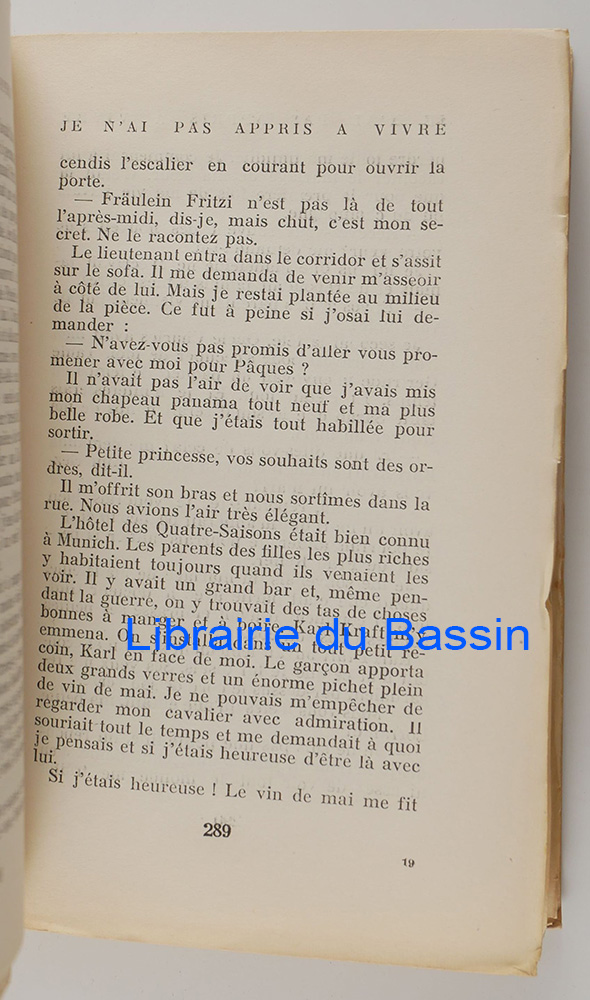 JE N'AI PAS APPRIS A VIVRE
cendis l'escalier en courant pour ouvrir la
porte.
— Fräulein Fritzi n'est pas là de tout
l'après-midi, dis-je, mais chut, c'est mon se-
cret. Ne le racontez pas.
Le lieutenant entra dans le corridor et s'assit
sur le sofa. Il me demanda de venir m'asseoir
à côté de lui. Mais je restai plantée au milieu
de la pièce. Ce fut à peine si j'osai lui de-
mander :
— N'avez-vous pas promis d'aller vous pro-
mener avec moi pour Pâques ?
Il n'avait pas l'air de voir que j'avais mis
mon chapeau panama tout neuf et ma plus
belle robe. Et que j'étais tout habillée pour
sortir.
— Petite princesse, vos souhaits sont des or-
dres, dit-il.
Il m'offrit son bras et nous sortîmes dans la
rue. Nous avions l'air très élégant.
L'hôtel des Quatre-Saisons était bien connu
à Munich. Les parents des filles les plus riches
y habitaient toujours quand ils venaient les
voir. Il y avait un grand bar et, même pen-
dant la guerre, on y trouvait des tas de choses
bonnes à manger et à boire. Karl Kraft m'y
emmena. On s'installa dans un tout petit re-
coin, Karl en face de moi. Le garçon apporta
deux grands verres et un énorme pichet plein
de vin de mai. Je ne pouvais m'empêcher de
regarder mon cavalier avec admiration. Il
souriait tout le temps et me demandait à quoi
je pensais et si j'étais heureuse d'être là avec
lui.
Si j'étais heureuse ! Le vin de mai me fit
289
19
Librairie du Bassin